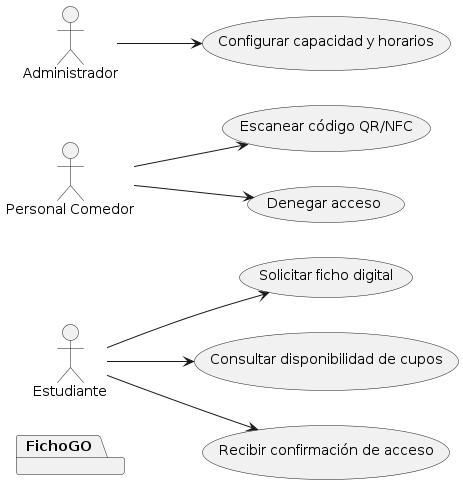 Administrador
Configurar capacidad y horarios
Escanear código QR/NFC
Personal Comedor
Denegar acceso
Solicitar ficho digital
Estudiante
Consultar disponibilidad de cupos
Recibir confirmación de acceso
FichoGO